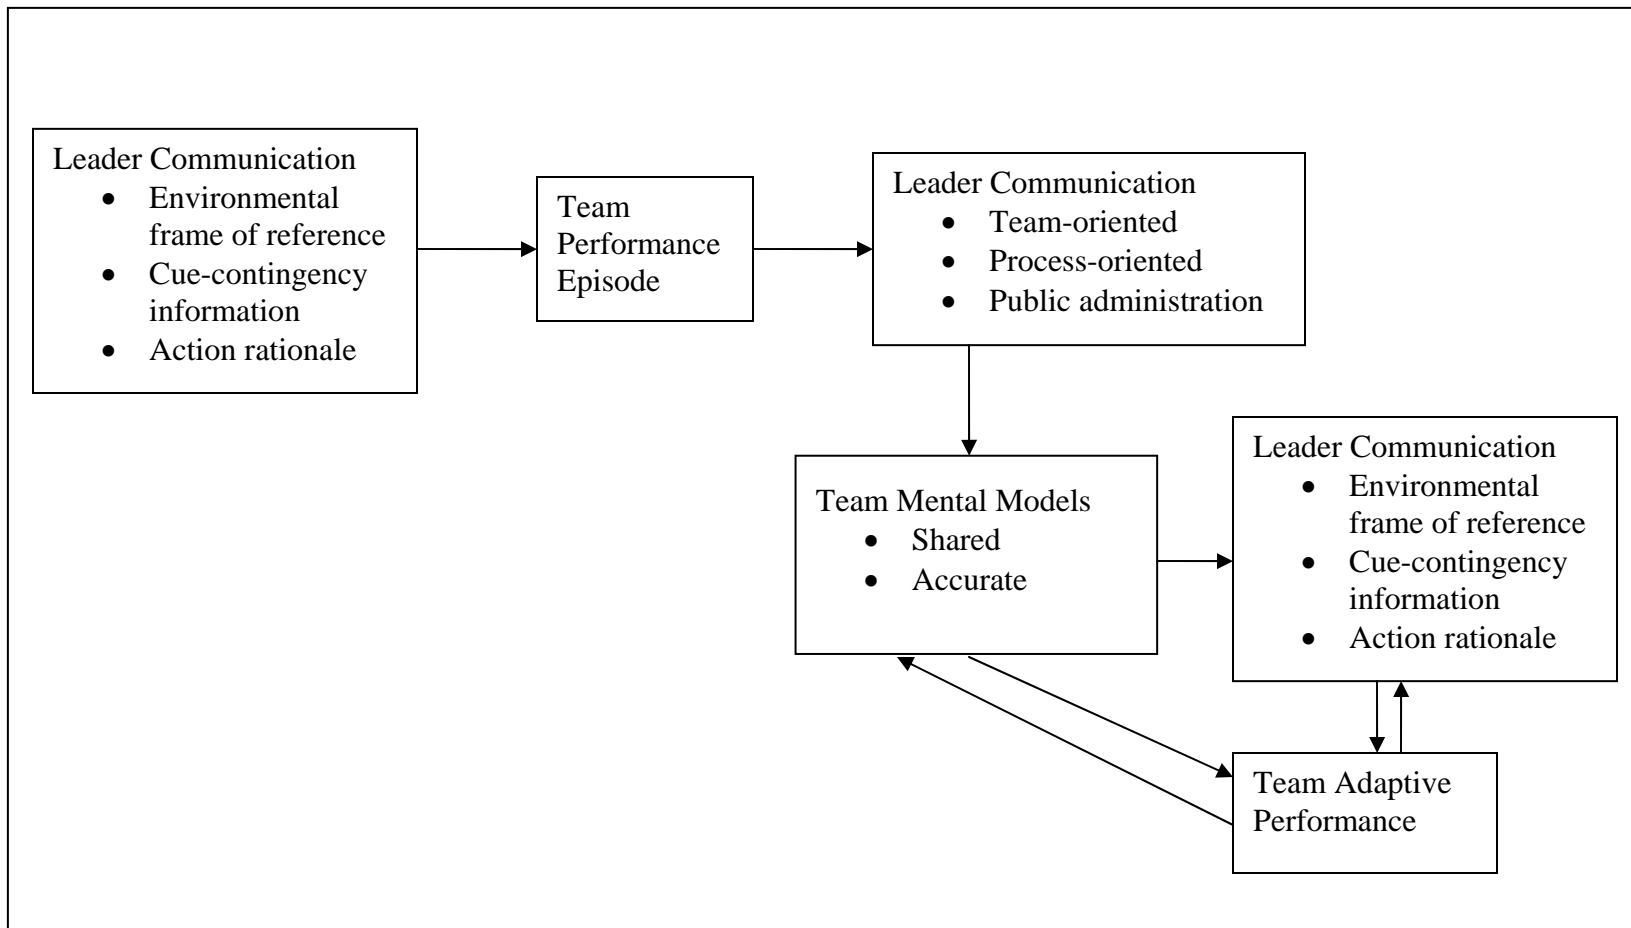 Leader Communication
• Environmental
frame of reference
• Cue-contingency
information
• Action rationale
Team
Performance
Episode
Leader Communication
• Team-oriented
• Process-oriented
• Public administration
Team Mental Models
• Shared
• Accurate
Leader Communication
• Environmental
frame of reference
• Cue-contingency
information
• Action rationale
Team Adaptive
Performance